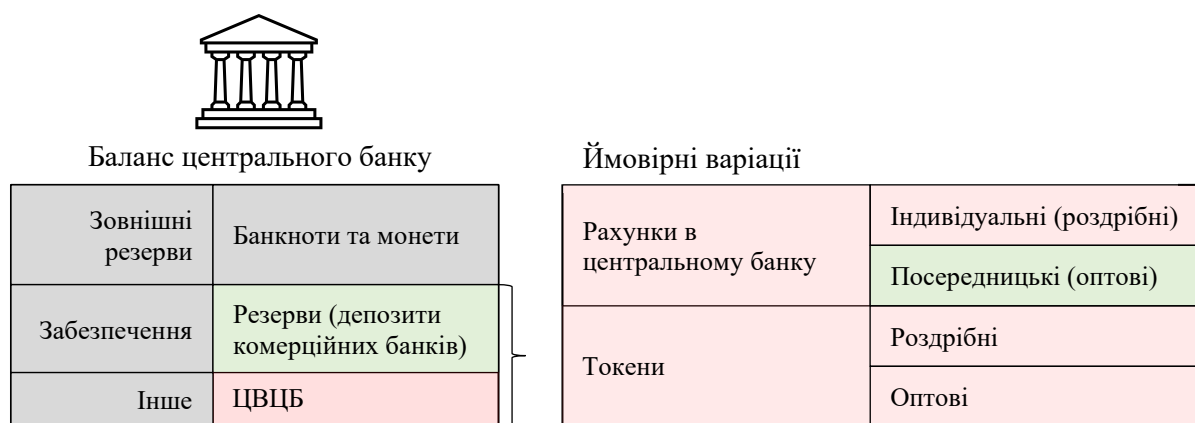 Баланс центрального банку
Зовнішні
резерви
Банкноти та монети
Забезпечення
Резерви (депозити
комерційних банків)
Інше
ЦВЦБ
Ймовірні варіації
Рахунки в
центральному банку
Індивідуальні (роздрібні)
Посередницькі (оптові)
Токени
Роздрібні
Оптові